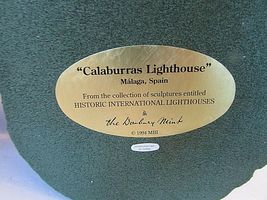 "Calaburras Lighthouse"
Málaga, Spain
From the collection of sculptures entitled
HISTORIC INTERNATIONAL LIGHTHOUSES
&
The Danbury Mint
© 1994 MBI